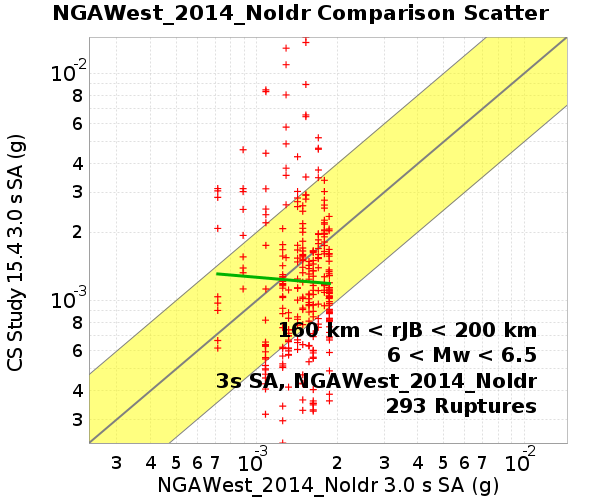 NGAWest_2014_NoIdr Comparison Scatter
CS Study 15.4 3.0 s SA (g)
10-2
8
6
4
3
2
10-3
8
6
4
3
160 km < rJB < 200 km
6 < Mw < 6.5
3s SA, NGAWest_2014_NoIdr
293 Ruptures
3 4 5 6 7 10-3 2 3 4 5 6 7 10-2
NGAWest_2014_NoIdr 3.0 s SA (g)